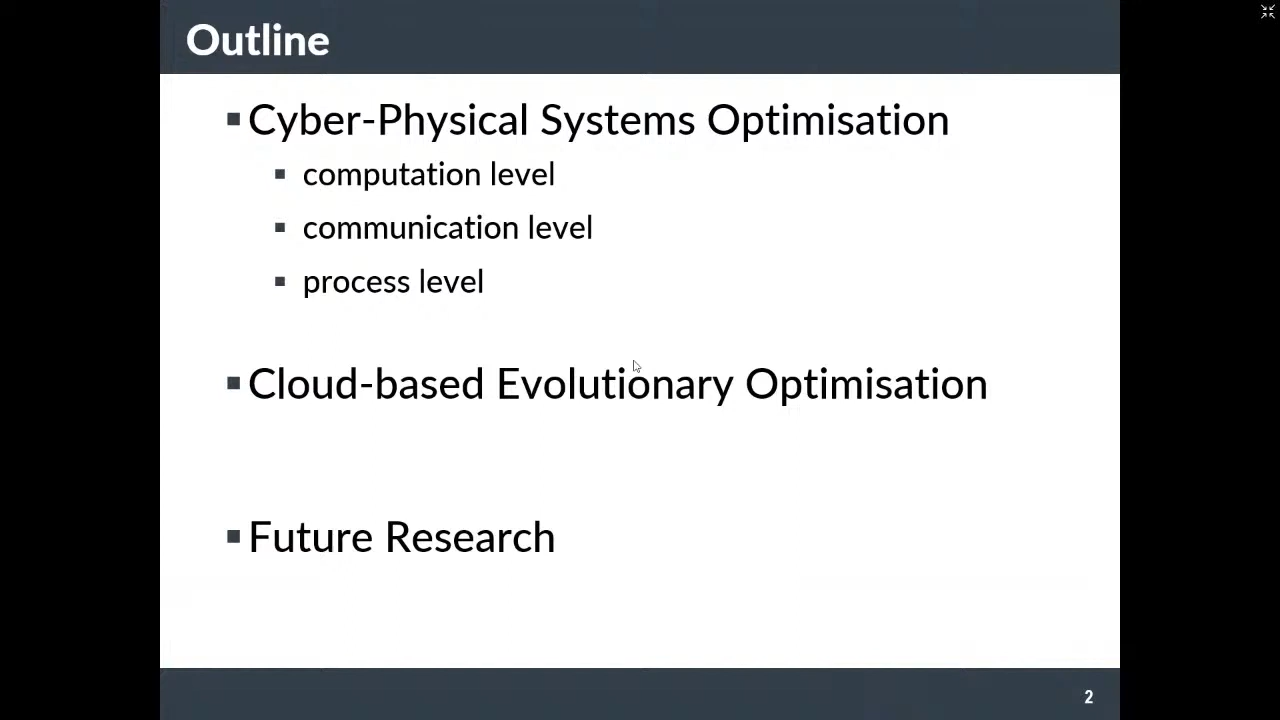 Outline
Cyber-Physical Systems Optimisation
computation level
communication level
process level
Cloud-based Evolutionary Optimisation
Future Research
2